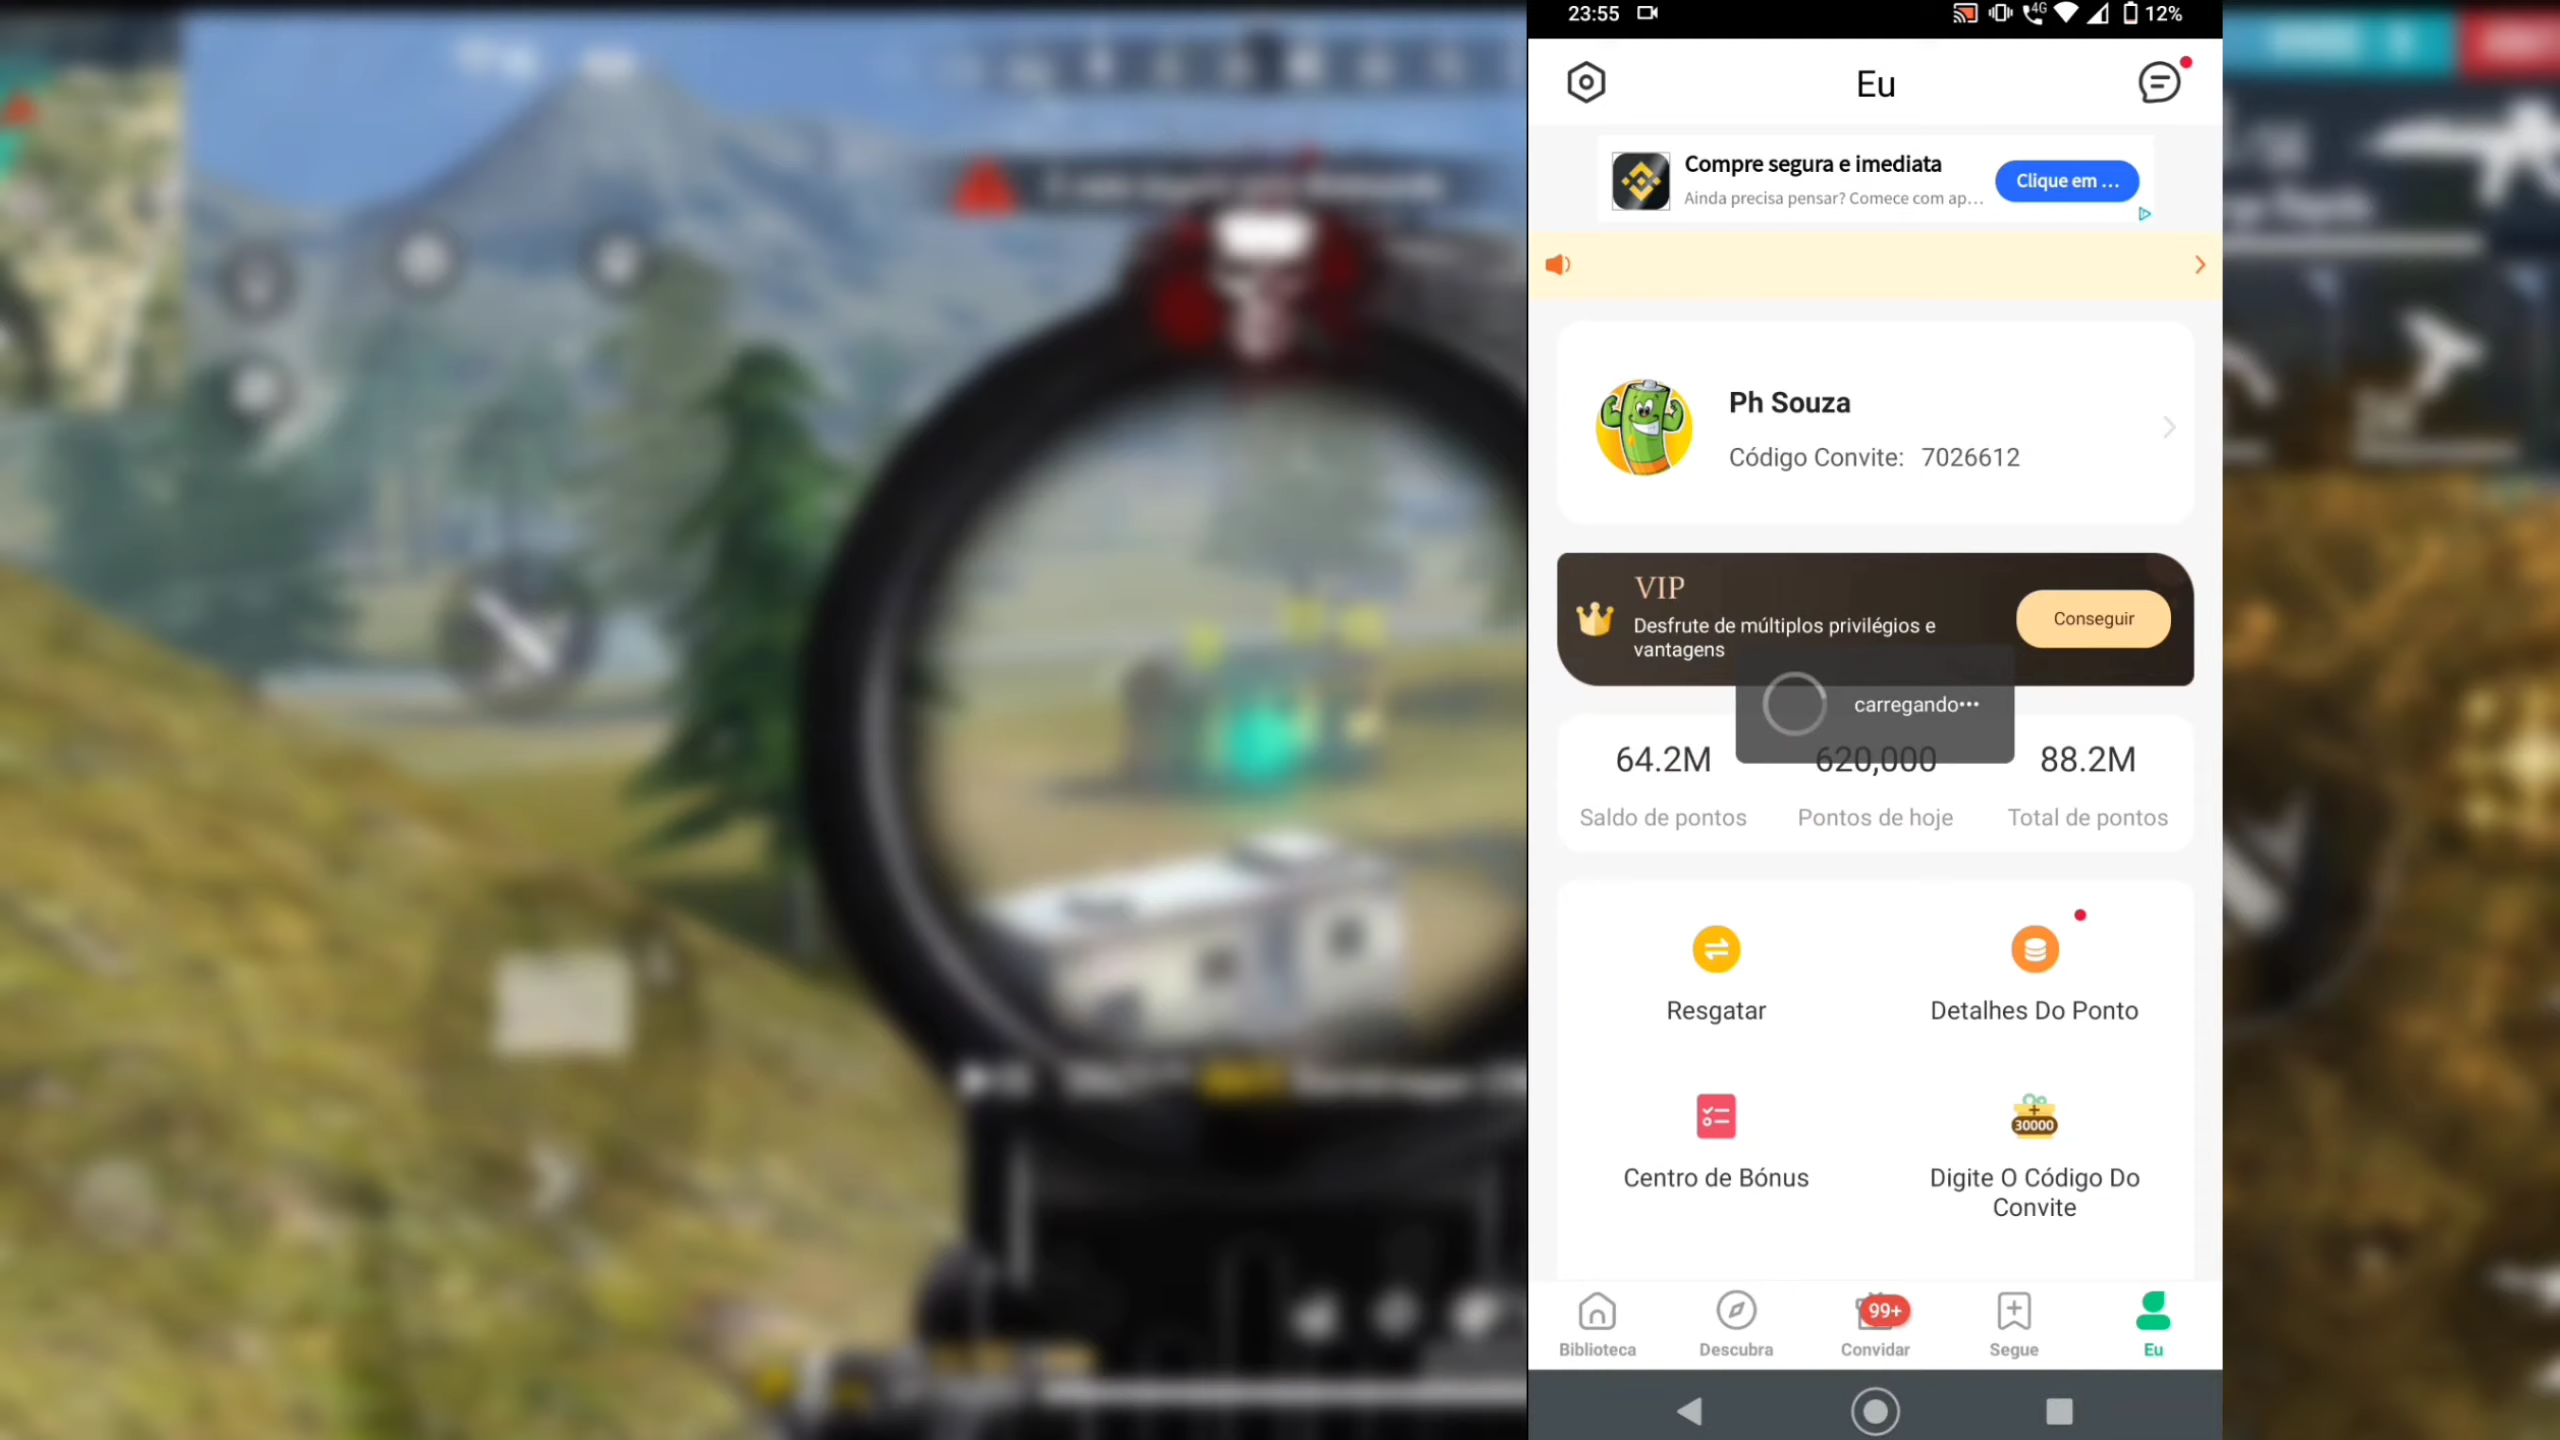 23:55
4G
12%
Eu
Compre segura e imediata
Ainda precisa pensar? Comece com ap...
Clique em ...
Ph Souza
Código Convite: 7026612
VIP
Desfrute de múltiplos privilégios e
vantagens
Conseguir
carregando...
64.2M
620,000
88.2M
Saldo de pontos
Pontos de hoje
Total de pontos
Resgatar
Detalhes Do Ponto
+
30000
Centro de Bónus
Digite O Código Do
Convite
99+
Biblioteca
Descubra
Convidar
Segue
Eu